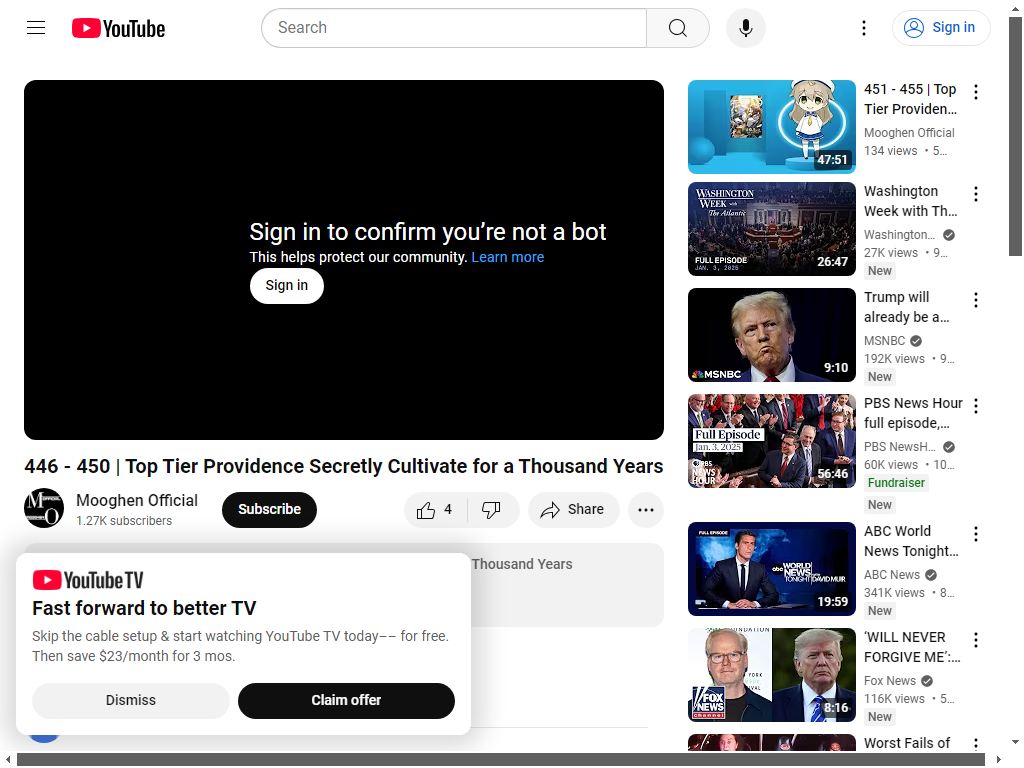 YouTube
Search
Sign in
Sign in to confirm you’re not a bot
This helps protect our community. Learn more
Sign in
446 - 450 | Top Tier Providence Secretly Cultivate for a Thousand Years
Mooghen Official
1.27K subscribers
Subscribe
4
Share
Thousand Years
YouTube TV
Fast forward to better TV
Skip the cable setup & start watching YouTube TV today–– for free.
Then save $23/month for 3 mos.
Dismiss
Claim offer
47:51
451 - 455 | Top
Tier Providen...
Mooghen Official
134 views • 5...
WASHINGTON
WEEK with
The Atlantic
FULL EPISODE
JAN. 3, 2025
26:47
Washington
Week with Th...
Washington...
27K views • 9...
New
MSNBC
9:10
Trump will
already be a...
MSNBC
192K views • 9...
New
Full Episode
Jan. 3, 2025
PBS
NEWS
HOUR
56:46
PBS News Hour
full episode,...
PBS NewsH...
60K views • 10...
Fundraiser
New
FULL EPISODE
abc WORLD
NEWS
TONIGHT DAVID MUIR
19:59
ABC World
News Tonight...
ABC News
341K views • 8...
New
FOX
NEWS
channel
8:16
‘WILL NEVER
FORGIVE ME’:...
Fox News
116K views • 5...
New
Worst Fails of